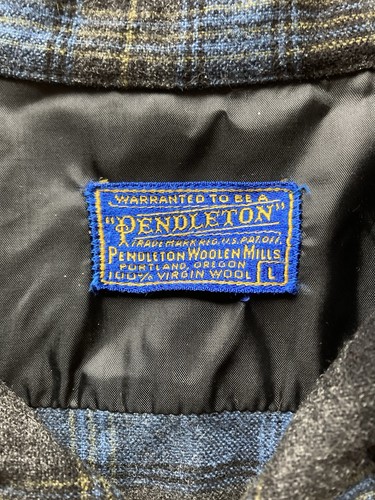 WARRANTED TO BE A
"PENDLETON"
TRADE MARK REG. U.S. PAT. OFF.
PENDLETON WOOLEN MILLS
PORTLAND, OREGON
100% VIRGIN WOOL L